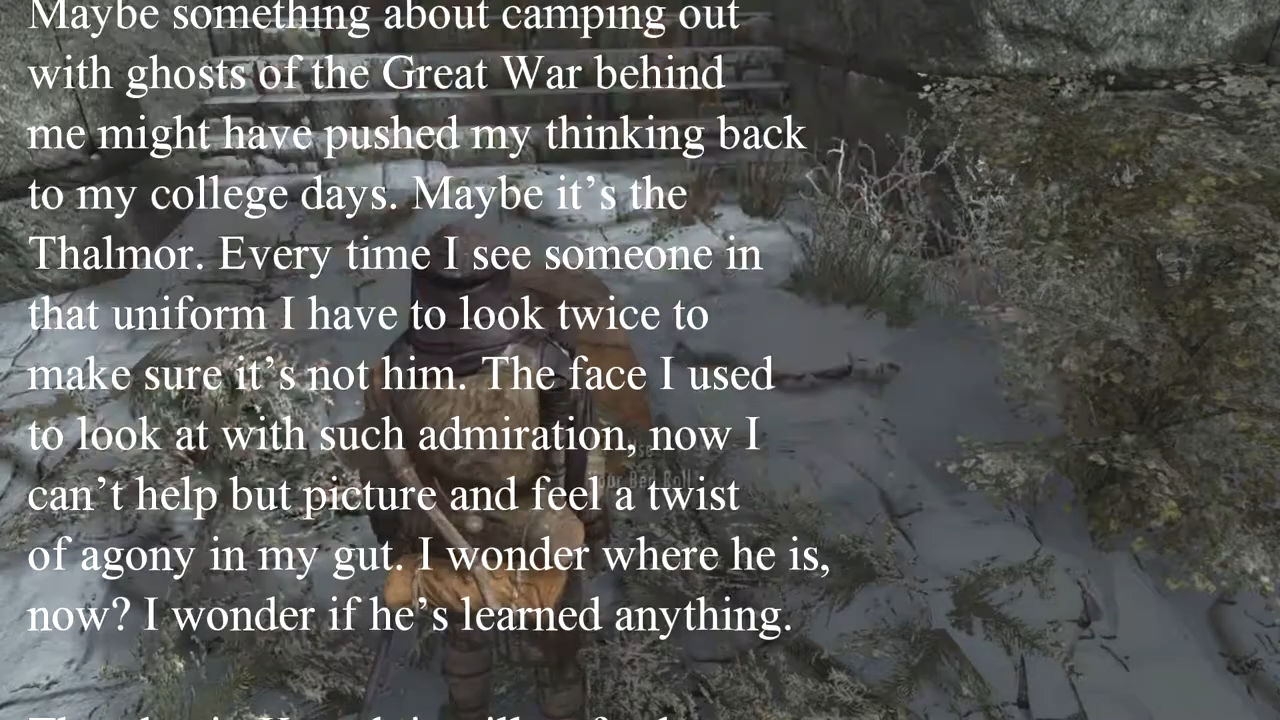 Maybe something about camping out
with ghosts of the Great War behind
me might have pushed my thinking back
to my college days. Maybe it’s the
Thalmor. Every time I see someone in
that uniform I have to look twice to
make sure it’s not him. The face I used
to look at with such admiration, now I
can’t help but picture and feel a twist
of agony in my gut. I wonder where he is,
now? I wonder if he’s learned anything.
Bed Roll